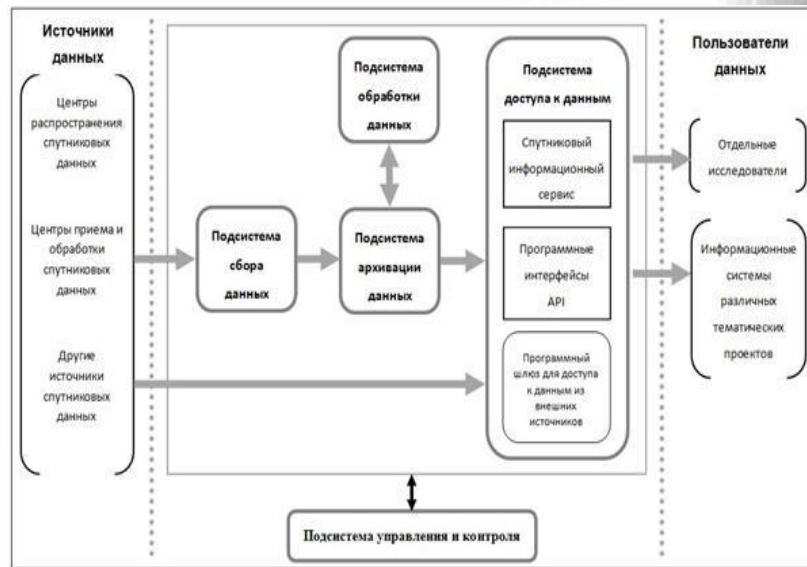 Источники
данных
Центры
распространения
спутниковых
данных
Центры приема и
обработки
спутниковых
данных
Другие
источники
спутниковых
данных
Подсистема
сбора
данных
Подсистема
обработки
данных
Подсистема
архивации
данных
Подсистема
доступа к данным
Спутниковый
информационный
сервис
Программные
интерфейсы
API
Программный
шлюз для доступа
к данным из
внешних
источников
Пользователи
данных
Отдельные
исследователи
Информационные
системы
различных
тематических
проектов
Подсистема управления и контроля